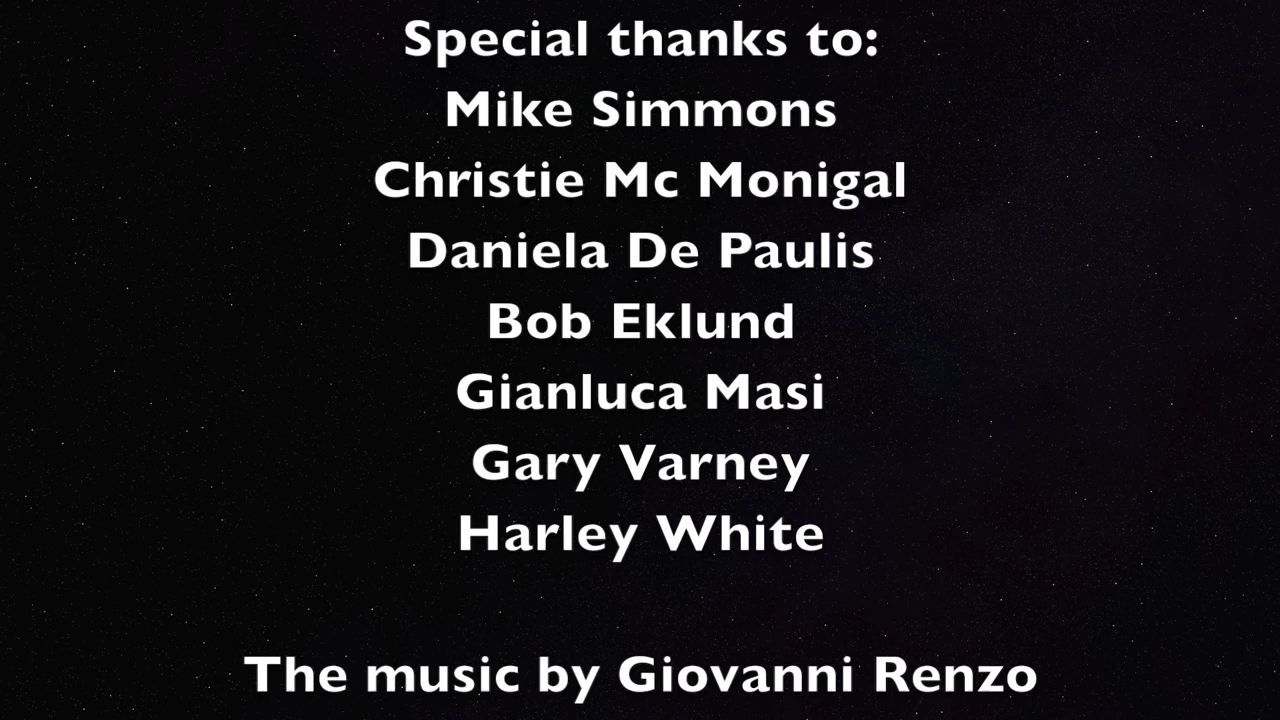 Special thanks to:
Mike Simmons
Christie Mc Monigal
Daniela De Paulis
Bob Eklund
Gianluca Masi
Gary Varney
Harley White
The music by Giovanni Renzo